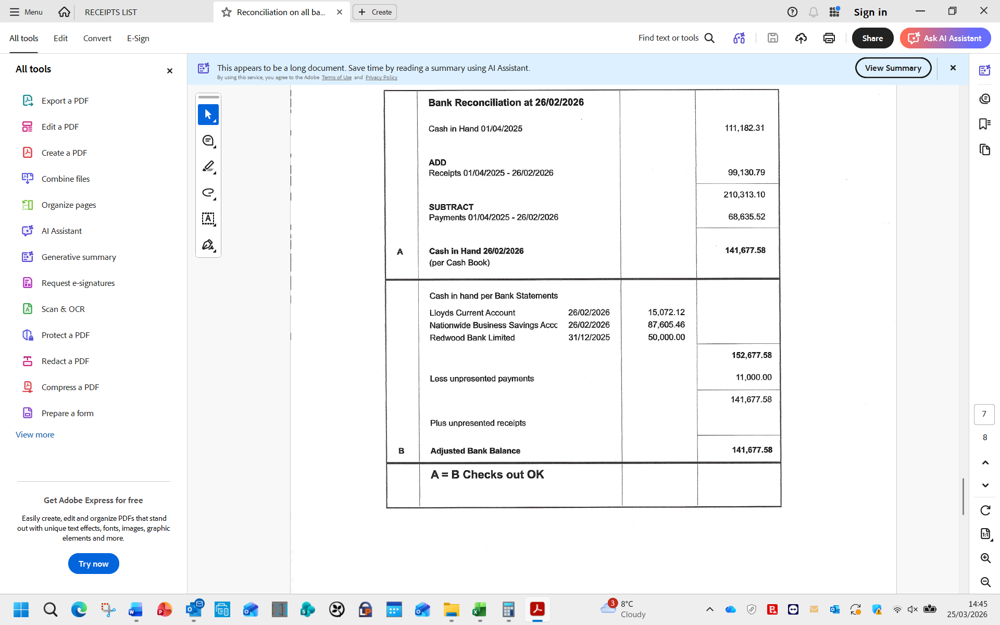 Menu
RECEIPTS LIST
Reconciliation on all ba...
Create
Sign in
All tools
Edit
Convert
E-Sign
Find text or tools
Share
Ask AI Assistant
All tools
Export a PDF
Edit a PDF
Create a PDF
Combine files
Organize pages
AI Assistant
Generative summary
Request e-signatures
Scan & OCR
Protect a PDF
Redact a PDF
Compress a PDF
Prepare a form
View more
Get Adobe Express for free
Easily create, edit and organize PDFs that stand
out with unique text effects, fonts, images, graphic
elements and more.
Try now
This appears to be a long document. Save time by reading a summary using AI Assistant.
By using this service, you agree to the Adobe Terms of Use and Privacy Policy
View Summary
Bank Reconciliation at 26/02/2026
Cash in Hand 01/04/2025 111,182.31
ADD
Receipts 01/04/2025 - 26/02/2026 99,130.79
210,313.10
SUBTRACT
Payments 01/04/2025 - 26/02/2026 68,635.52
A Cash in Hand 26/02/2026 141,677.58
(per Cash Book)
Cash in hand per Bank Statements
Lloyds Current Account 26/02/2026 15,072.12
Nationwide Business Savings Acco 26/02/2026 87,605.46
Redwood Bank Limited 31/12/2025 50,000.00
152,677.58
Less unpresented payments 11,000.00
141,677.58
Plus unpresented receipts
B Adjusted Bank Balance 141,677.58
A = B Checks out OK
7
8
3
8°C
Cloudy
14:45
25/03/2026